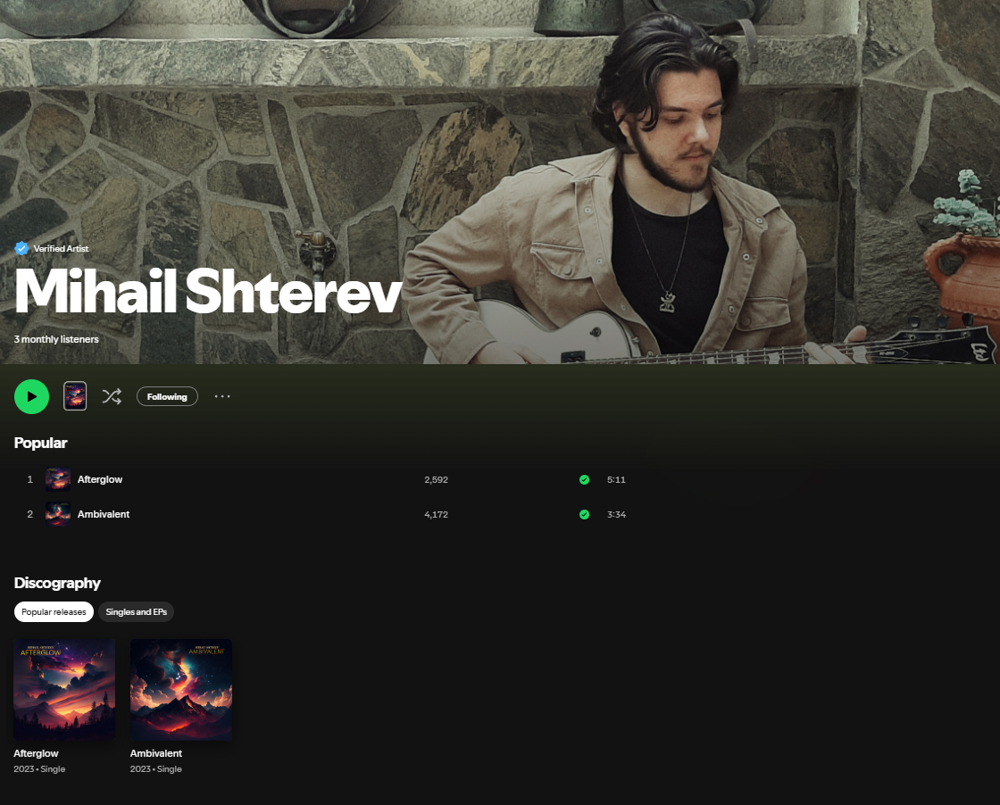 Verified Artist
Mihail Shterev
3 monthly listeners
Following
Popular
1 Afterglow 2,592 5:11
2 Ambivalent 4,172 3:34
Discography
Popular releases Singles and EPs
MIHAIL SHTEREV MIHAIL SHTEREV
AFTERGLOW AMBIVALENT
Afterglow Ambivalent
2023 • Single 2023 • Single